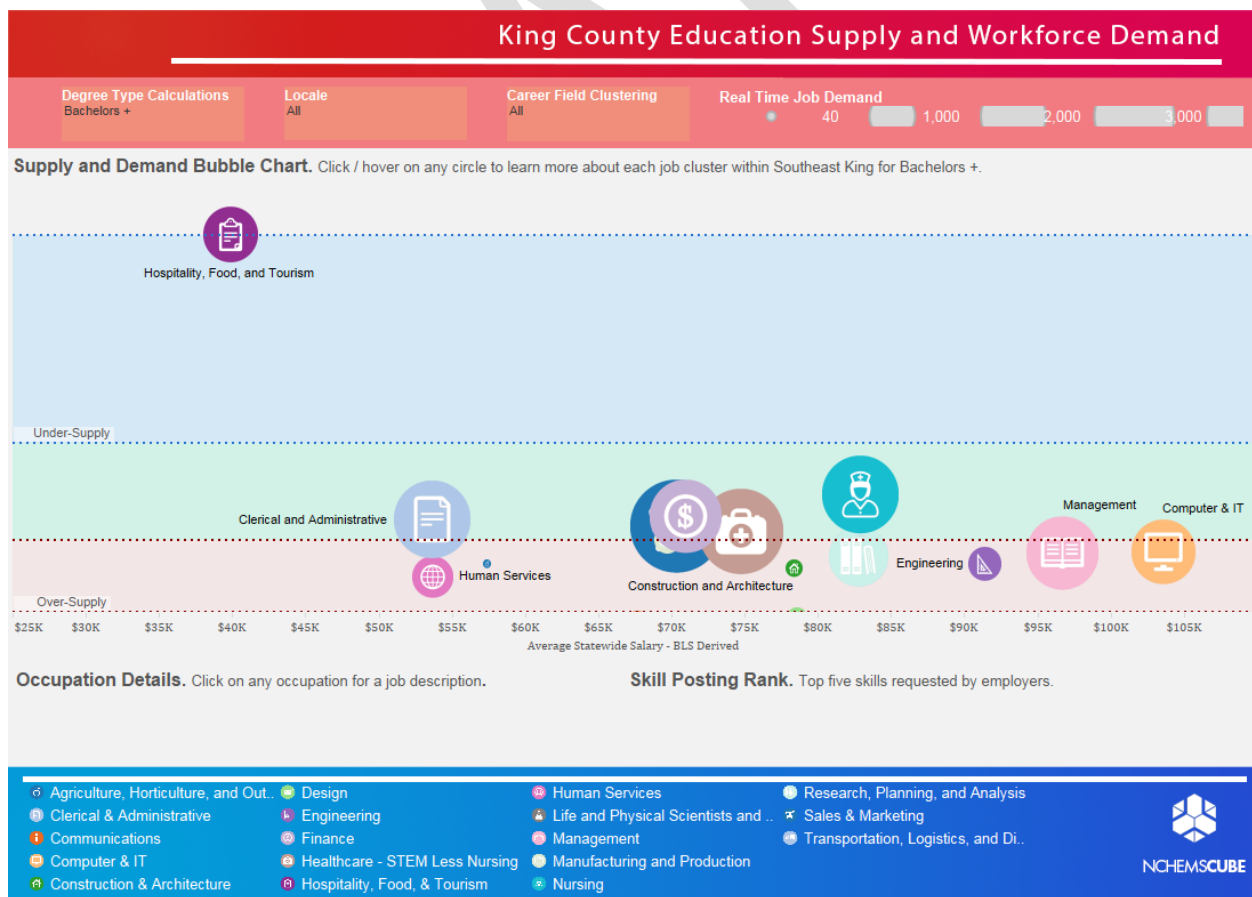 King County Education Supply and Workforce Demand
Degree Type Calculations
Bachelors +
Locale
All
Career Field Clustering
All
Real Time Job Demand
40
1,000
2,000
3,000
Supply and Demand Bubble Chart. Click / hover on any circle to learn more about each job cluster within Southeast King for Bachelors +.
Hospitality, Food, and Tourism
Under-Supply
Management
Computer & IT
Clerical and Administrative
Engineering
Human Services
Construction and Architecture
Over-Supply
$25K $30K $35K $40K $45K $50K $55K $60K $65K $70K $75K $80K $85K $90K $95K $100K $105K
Average Statewide Salary - BLS Derived
Occupation Details. Click on any occupation for a job description.
Skill Posting Rank. Top five skills requested by employers.
Agriculture, Horticulture, and Out..
Clerical & Administrative
Communications
Computer & IT
Construction & Architecture
Design
Engineering
Finance
Healthcare - STEM Less Nursing
Hospitality, Food, & Tourism
Human Services
Life and Physical Scientists and ..
Management
Manufacturing and Production
Nursing
Research, Planning, and Analysis
Sales & Marketing
Transportation, Logistics, and Di..
NCHEMSCUBE